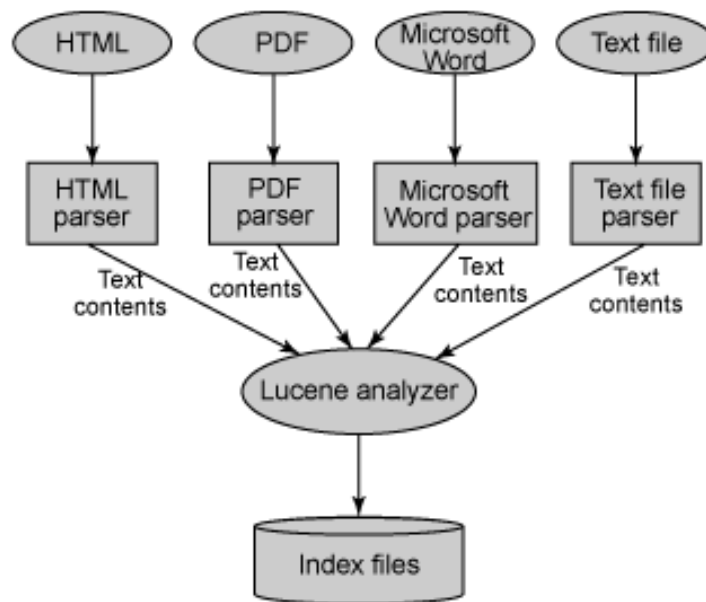 HTML
PDF
Microsoft
Word
Text file
HTML
parser
PDF
parser
Microsoft
Word parser
Text file
parser
Text
contents
Text
contents
Text
contents
Text
contents
Lucene analyzer
Index files